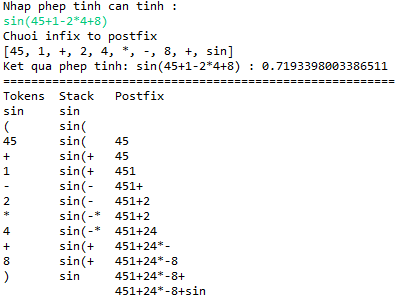 Nhap phep tinh can tinh :
sin(45+1-2*4+8)
Chuoi infix to postfix
[45, 1, +, 2, 4, *, -, 8, +, sin]
Ket qua phep tinh: sin(45+1-2*4+8) : 0.7193398003386511
========================================================
Tokens  Stack   Postfix
sin     sin
(       sin(
45      sin(    45
+       sin(+   45
1       sin(+   451
-       sin(-   451+
2       sin(-   451+2
*       sin(-*  451+2
4       sin(-*  451+24
+       sin(+   451+24*-
8       sin(+   451+24*-8
)       sin     451+24*-8+
                451+24*-8+sin